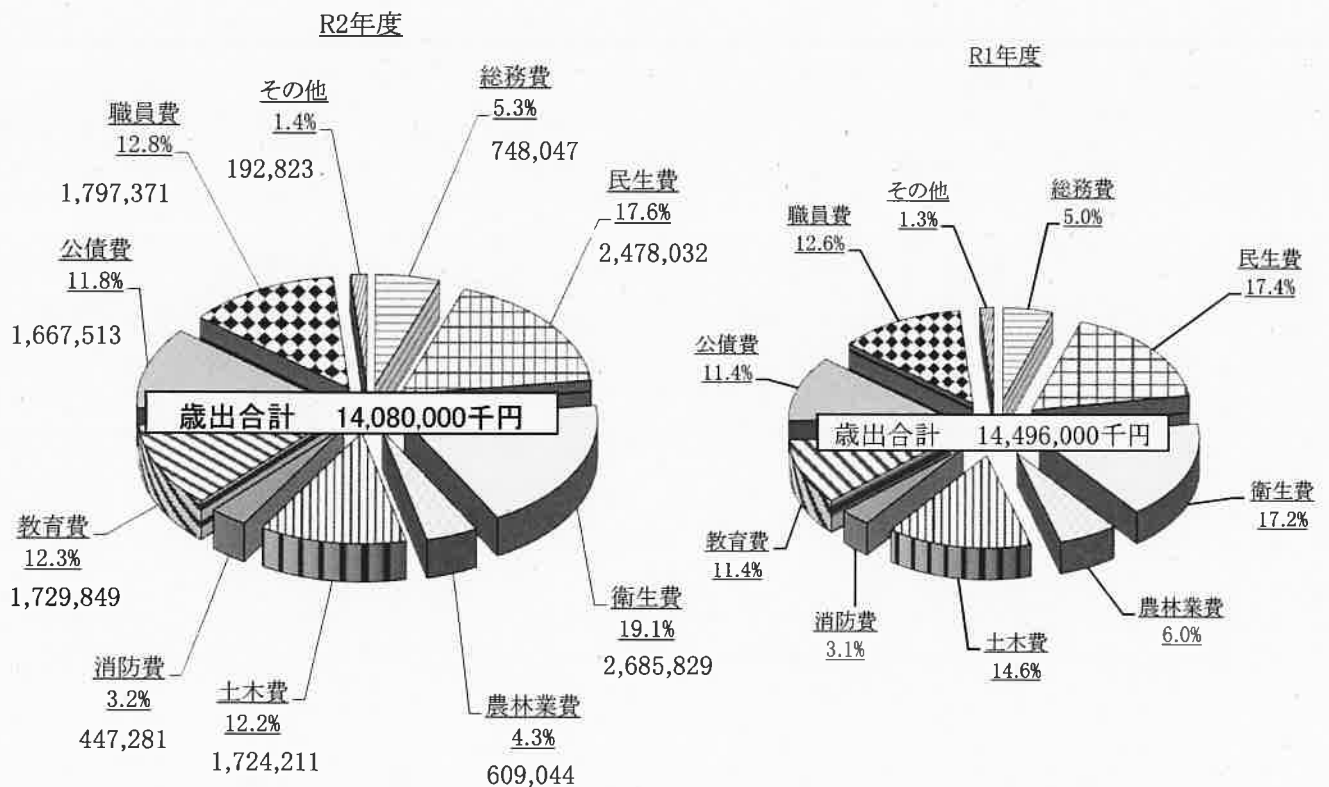 R2年度
総務費
5.3%
748,047
民生費
17.6%
2,478,032
衛生費
19.1%
2,685,829
農林業費
4.3%
609,044
土木費
12.2%
1,724,211
消防費
3.2%
447,281
教育費
12.3%
1,729,849
公債費
11.8%
1,667,513
職員費
12.8%
1,797,371
その他
1.4%
192,823
歳出合計 14,080,000千円
R1年度
総務費
5.0%
民生費
17.4%
衛生費
17.2%
農林業費
6.0%
土木費
14.6%
消防費
3.1%
教育費
11.4%
公債費
11.4%
職員費
12.6%
その他
1.3%
歳出合計 14,496,000千円